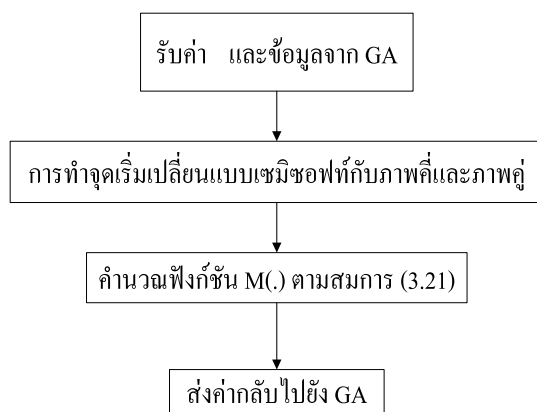 รับค่า และข้อมูลจาก GA
การทำจุดเริ่มเปลี่ยนแบบเซมิซอฟท์กับภาพคี่และภาพคู่
คำนวณฟังก์ชัน M(.) ตามสมการ (3.21)
ส่งค่ากลับไปยัง GA